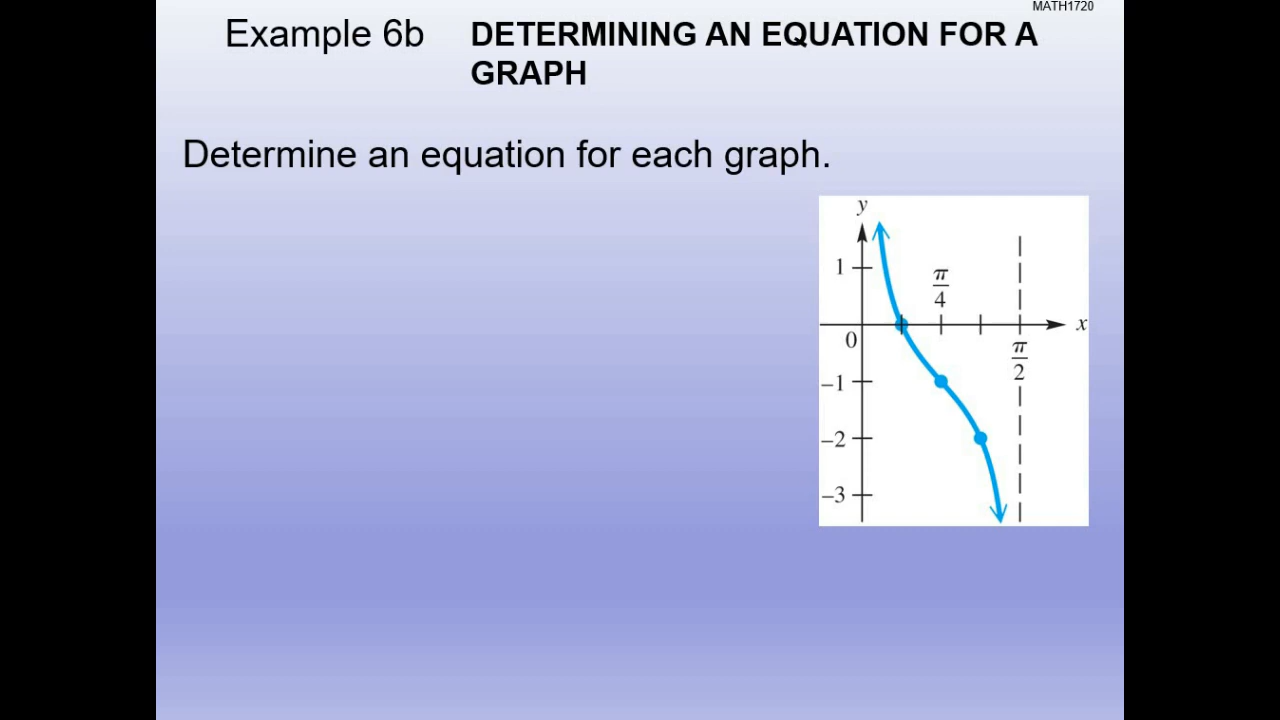 MATH1720
Example 6b
DETERMINING AN EQUATION FOR A
GRAPH
Determine an equation for each graph.
y
1
π
4
0
x
π
2
–1
–2
–3